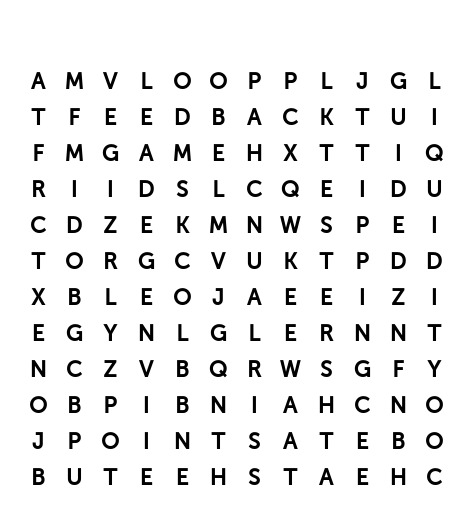 A M V L O O P P L J G L
T F E E D B A C K T U I
F M G A M E H X T T I Q
R I I D S L C Q E I D U
C D Z E K M N W S P E I
T O R G C V U K T P D D
X B L E O J A E E I Z I
E G Y N L G L E R N N T
N C Z V B Q R W S G F Y
O B P I B N I A H C N O
J P O I N T S A T E B O
B U T E E H S T A E H C